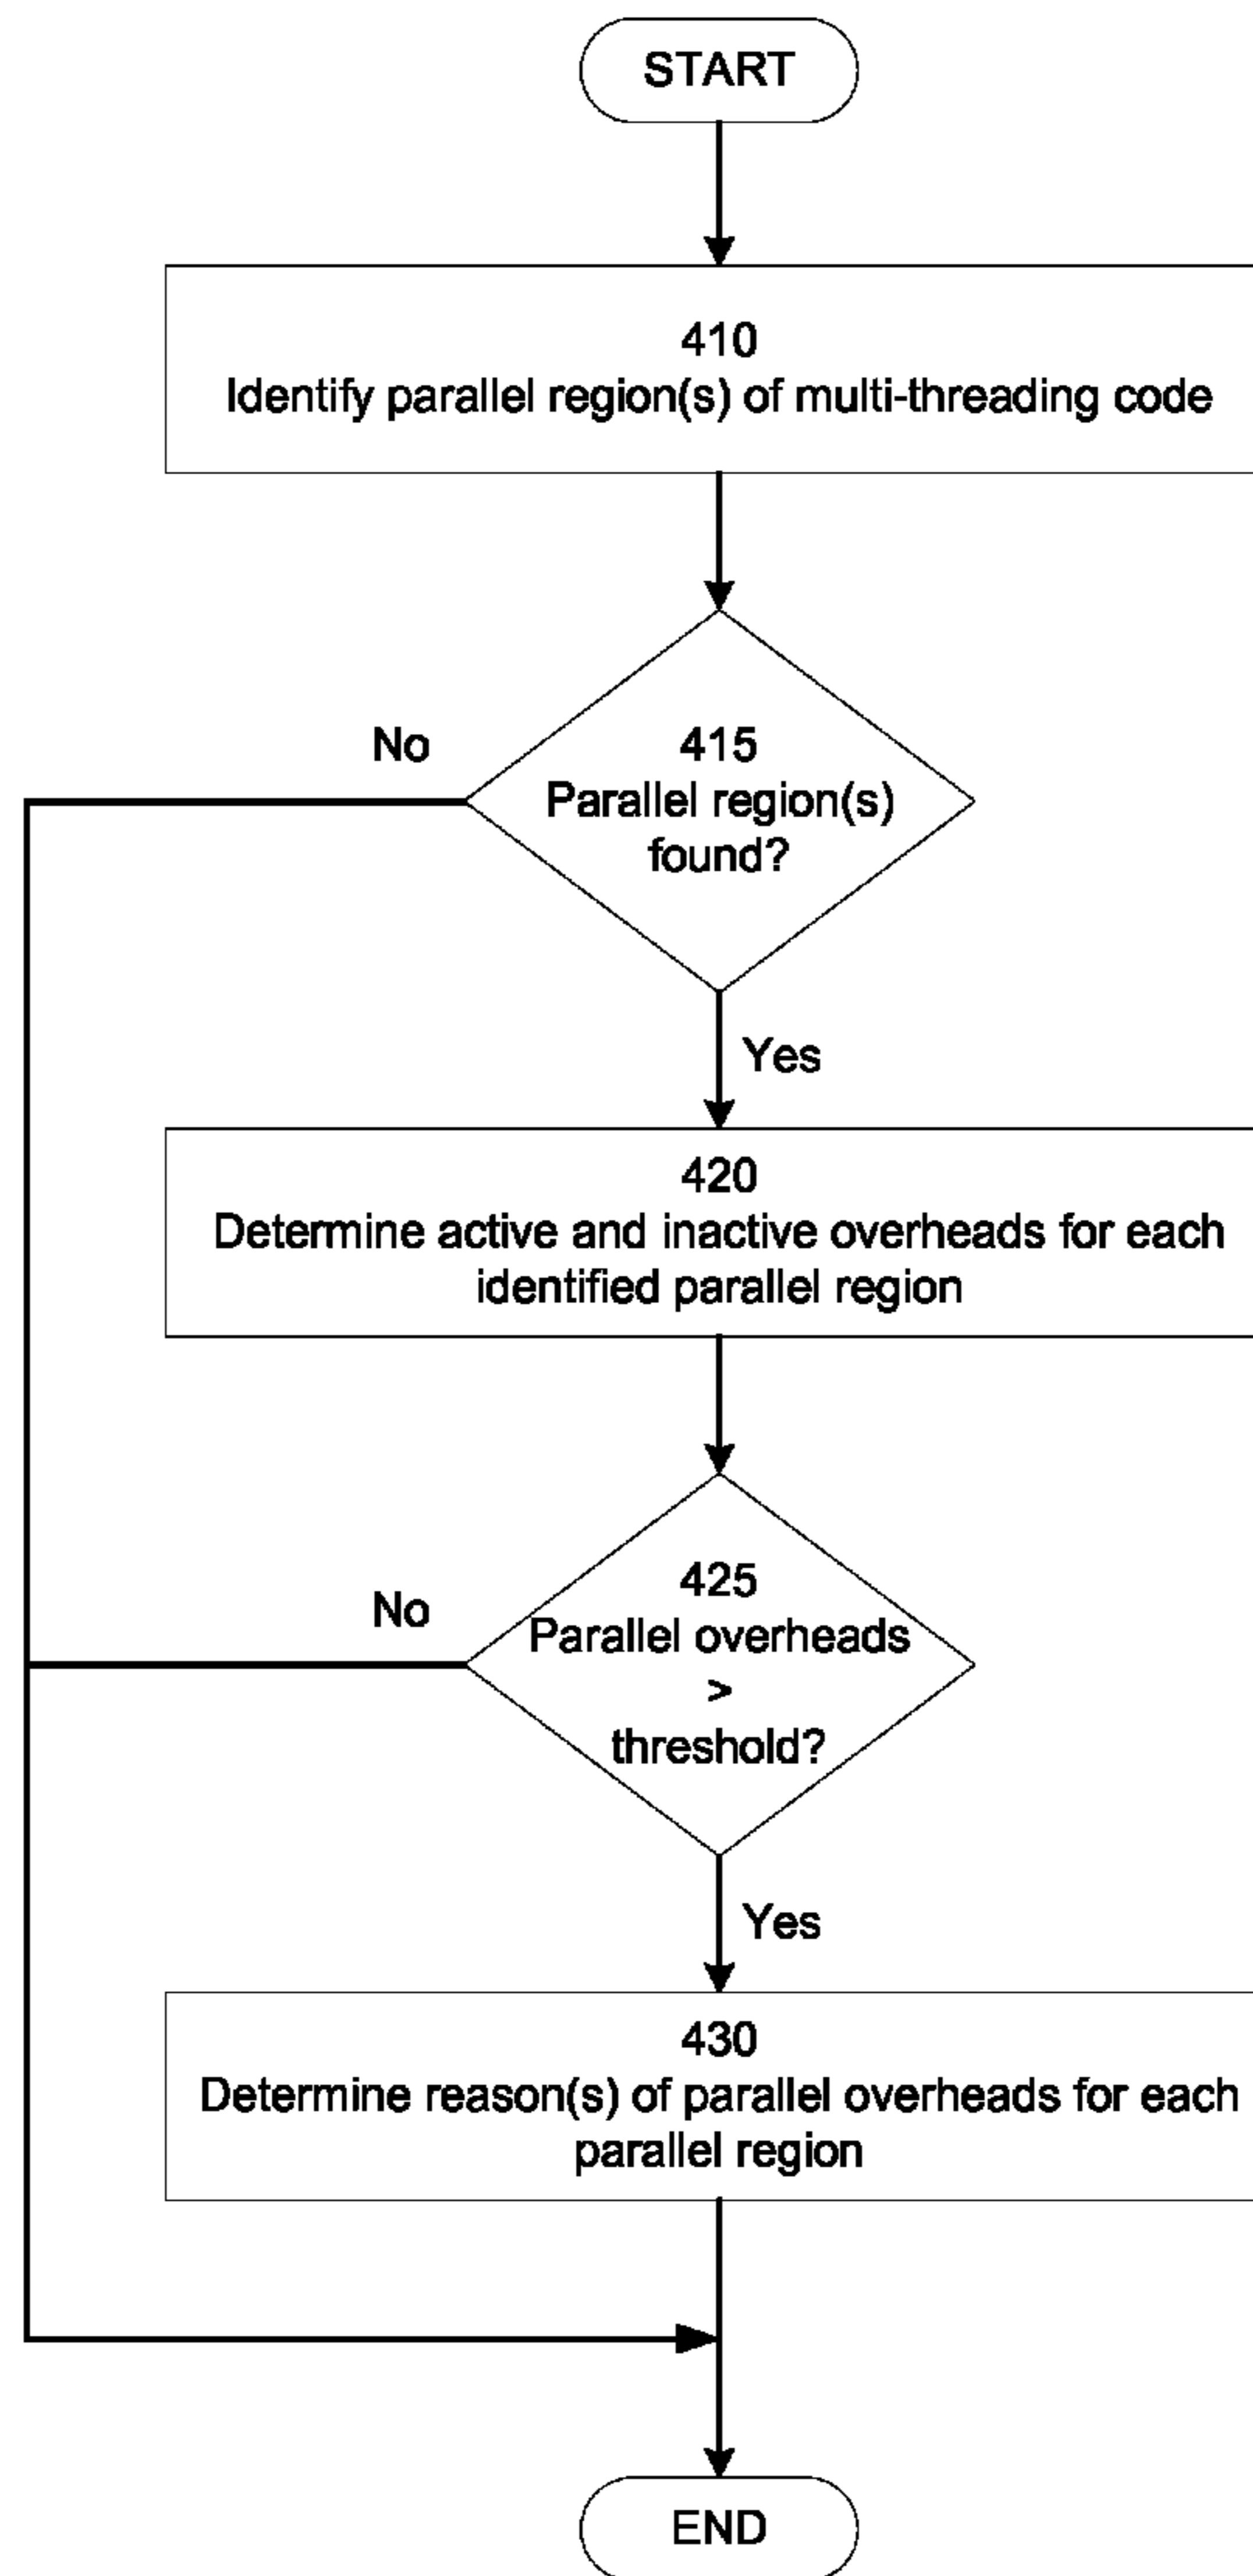 START
410
Identify parallel region(s) of multi-threading code
415
Parallel region(s)
found?
No
Yes
420
Determine active and inactive overheads for each
identified parallel region
425
Parallel overheads
>
threshold?
No
Yes
430
Determine reason(s) of parallel overheads for each
parallel region
END